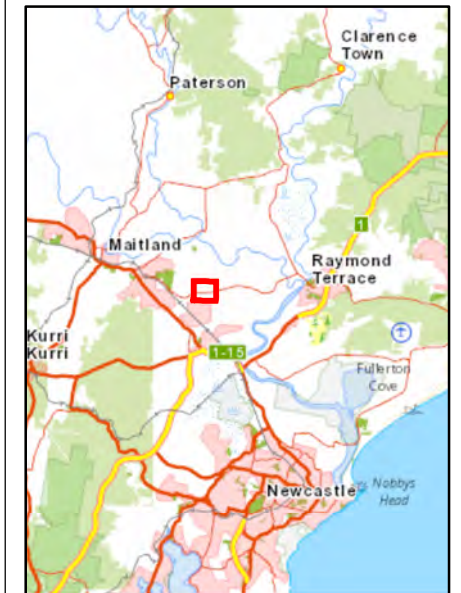 Clarence
Town
Paterson
1
Maitland
Raymond
Terrace
Kurri
Kurri
1-15
Fullerton
Cove
Newcastle
Nobbys
Head